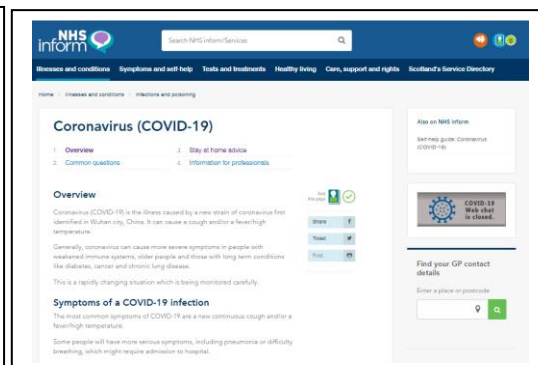 NHS
inform
Search NHS inform/Services
Illnesses and conditions Symptoms and self-help Tests and treatments Healthy living Care, support and rights Scotland's Service Directory
Home / Illnesses and conditions / Infections and poisoning
Coronavirus (COVID-19)
1. Overview
2. Common questions
3. Stay at home advice
4. Information for professionals
Overview
Coronavirus (COVID-19) is the illness caused by a new strain of coronavirus first
identified in Wuhan city, China. It can cause a cough and/or a fever/high
temperature.
Generally, coronavirus can cause more severe symptoms in people with
weakened immune systems, older people and those with long term conditions
like diabetes, cancer and chronic lung disease.
This is a rapidly changing situation which is being monitored carefully.
Symptoms of a COVID-19 infection
The most common symptoms of COVID-19 are a new continuous cough and/or a
fever/high temperature.
Some people will have more serious symptoms, including pneumonia or difficulty
breathing, which might require admission to hospital.
Add
this page
Share
Tweet
Print
Also on NHS inform
Self-help guide: Coronavirus
(COVID-19)
COVID-19
Web chat
is closed.
Find your GP contact
details
Enter a place or postcode